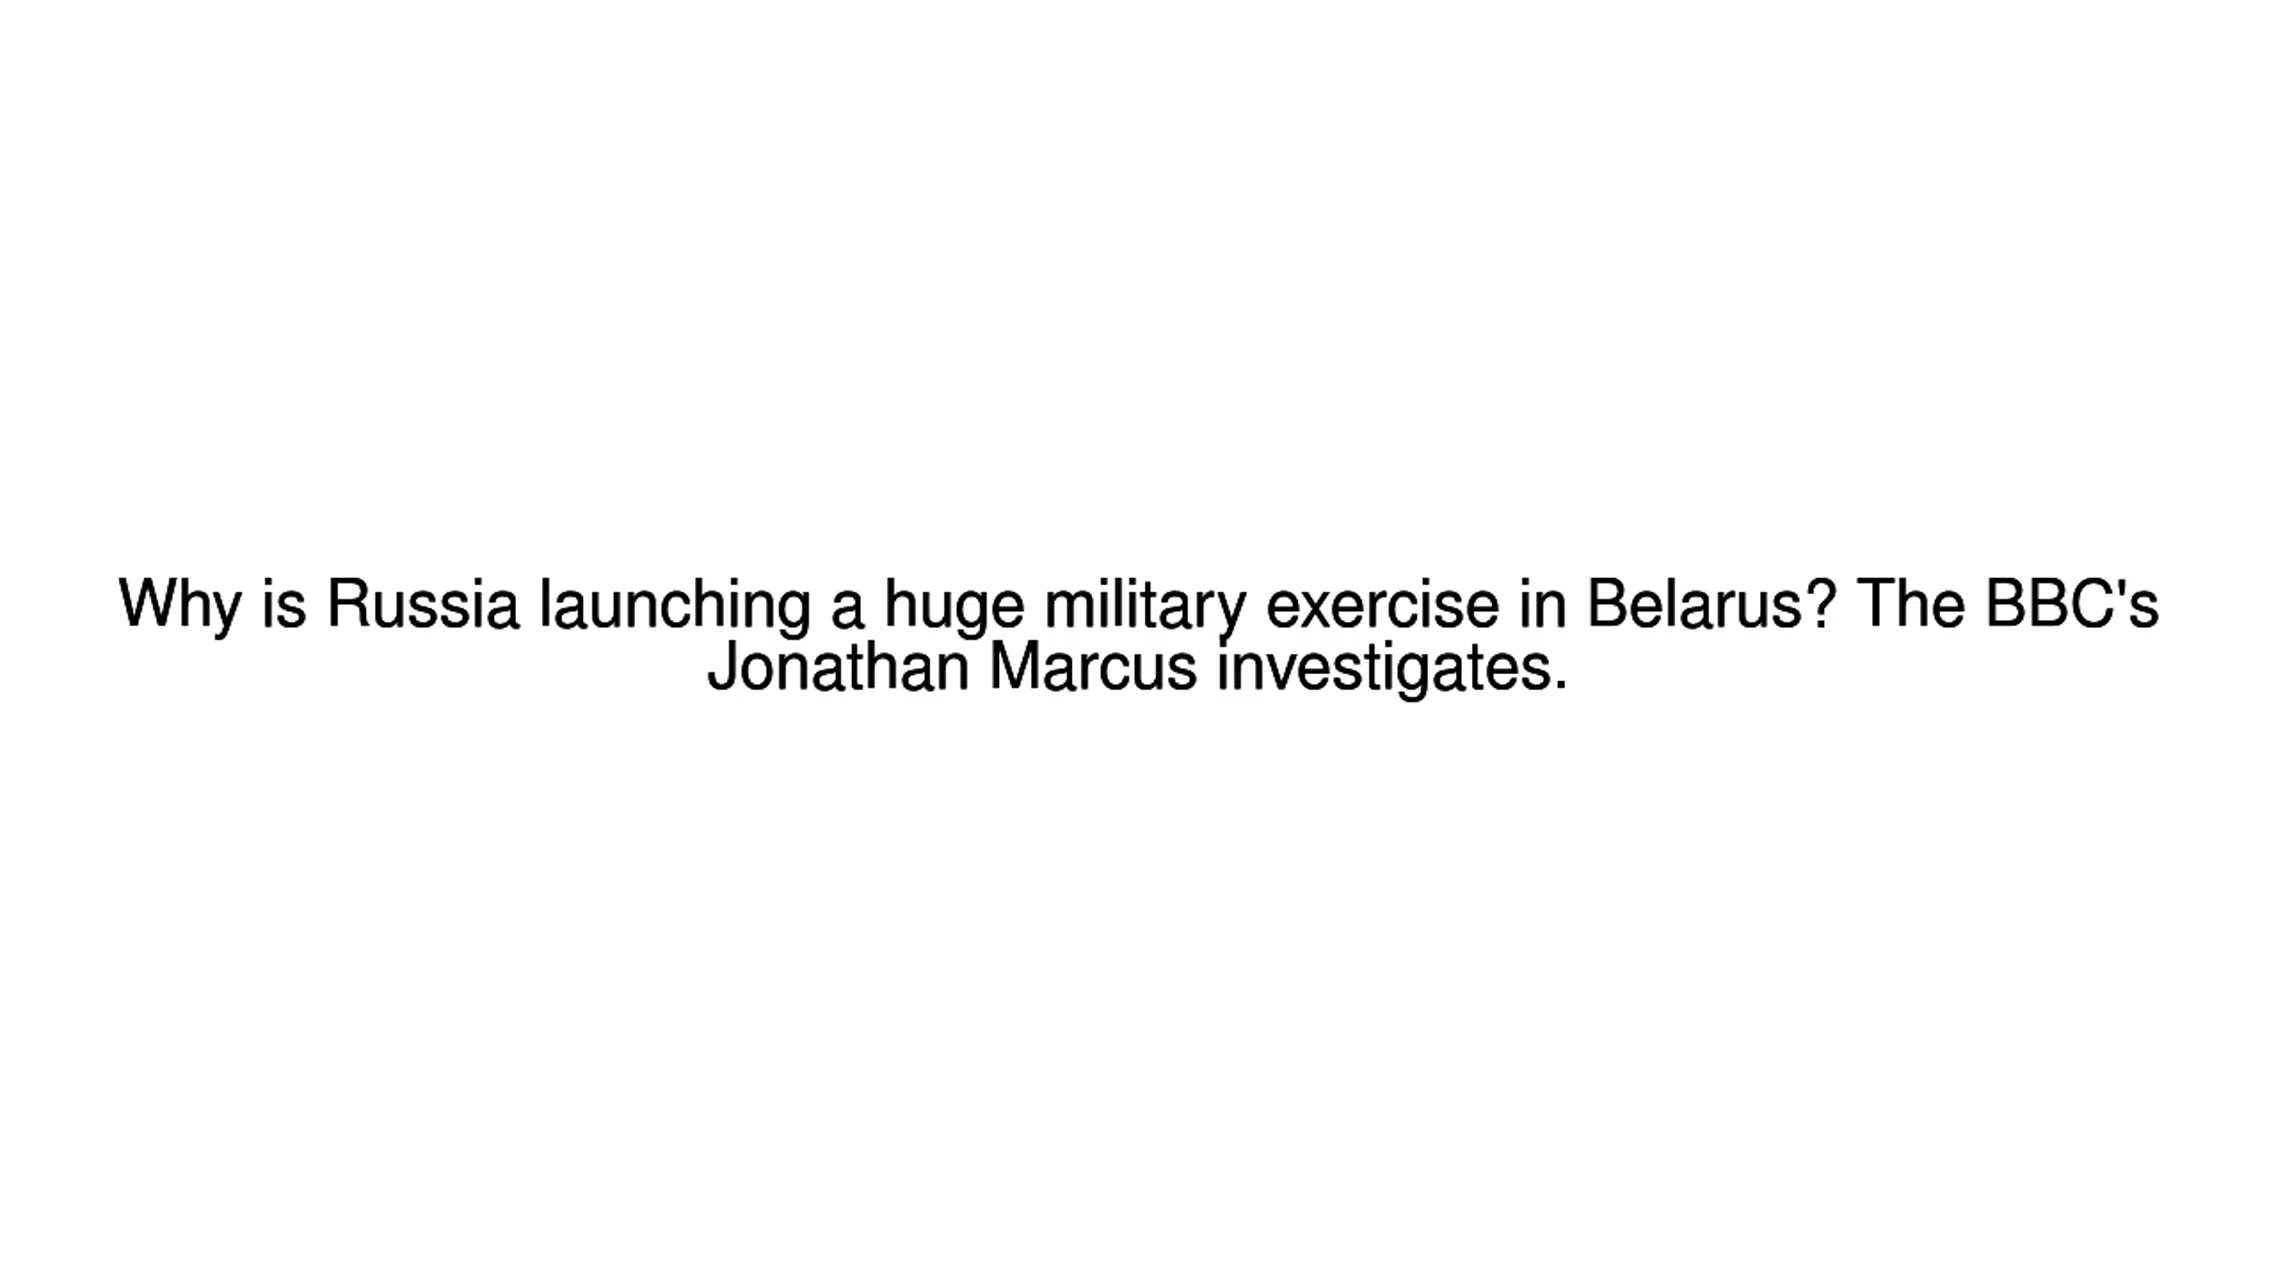 Why is Russia launching a huge military exercise in Belarus? The BBC's
Jonathan Marcus investigates.